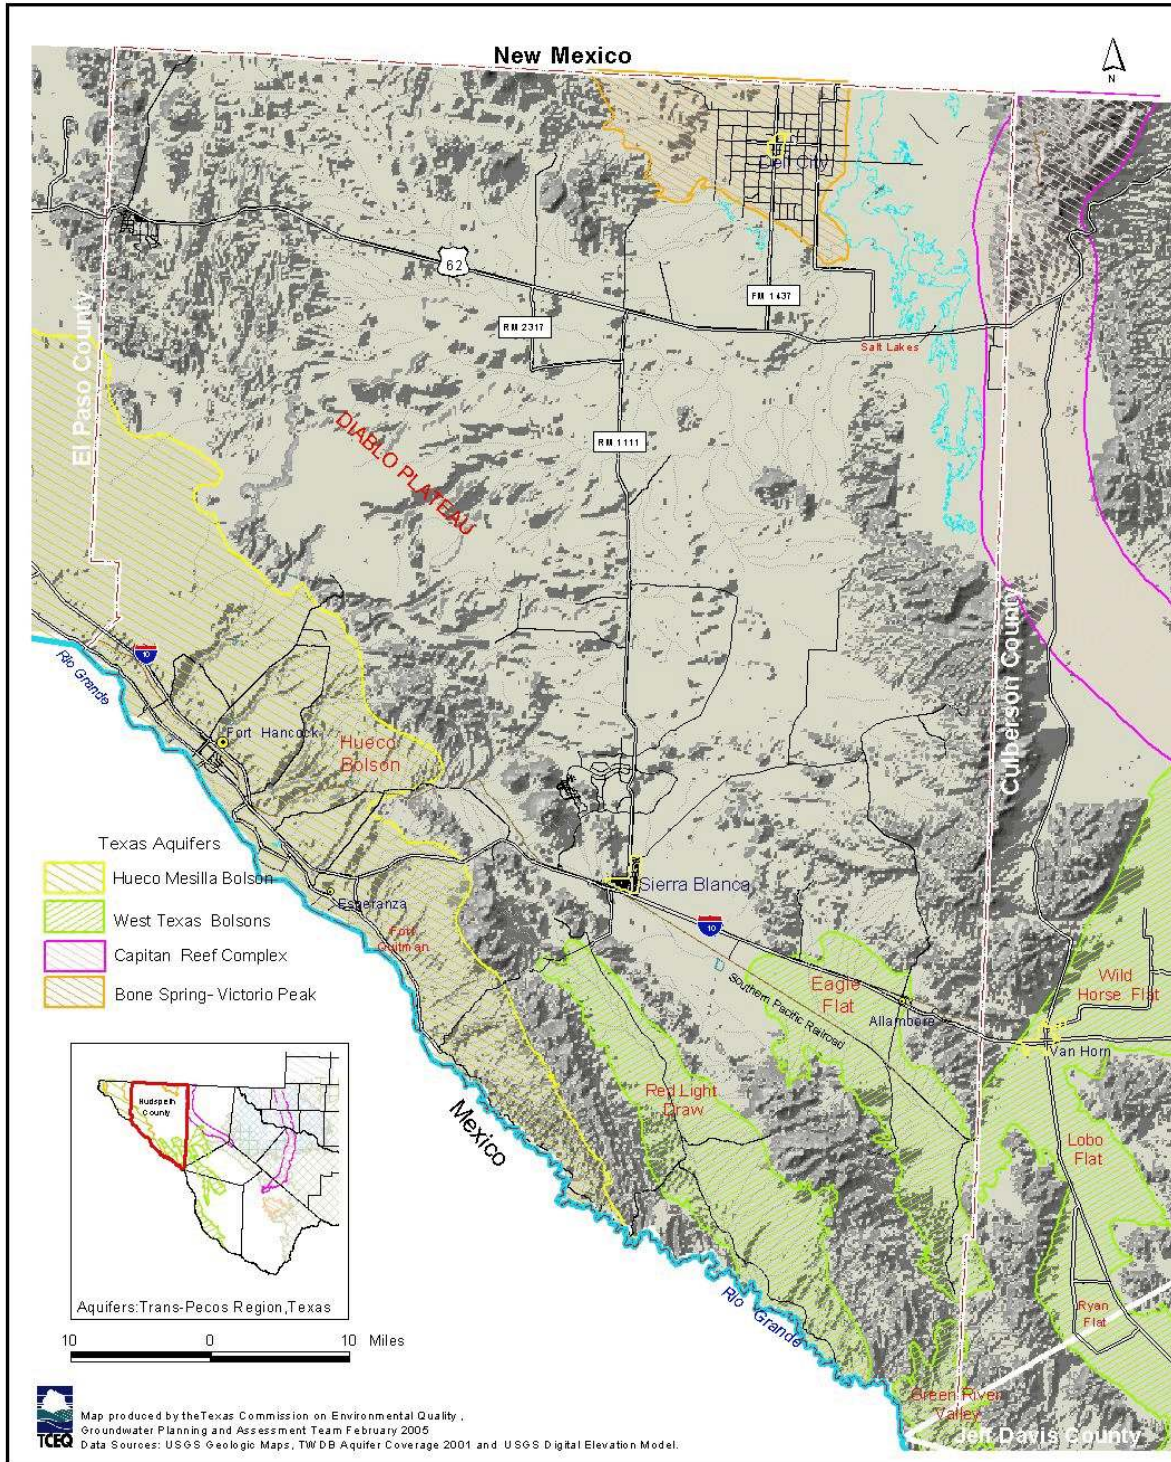 New Mexico
N
Dell City
El Paso County
62
FM 1437
RM 2317
Salt Lakes
DIABLO PLATEAU
RM 1111
Culberson County
10
Rio Grande
Fort Hancock
Hueco
Bolson
Texas Aquifers
Hueco Mesilla Bolson
West Texas Bolsons
Capitan Reef Complex
Bone Spring-Victorio Peak
Sierra Blanca
Esperanza
Fort
Quitman
10
Southern Pacific Railroad
Eagle
Flat
Allamoore
Wild
Horse Flat
Van Horn
Red Light
Draw
Mexico
Lobo
Flat
Hudspeth
County
Aquifers:Trans-Pecos Region,Texas
Rio Grande
Ryan
Flat
10 0 10 Miles
Green River
Valley
Jeff Davis County
TCEQ
Map produced by theTexas Commission on Environmental Quality ,
Groundwater Planning and Assessment Team February 2005
Data Sources: USGS Geologic Maps, TWDB Aquifer Coverage 2001 and USGS Digital Elevation Model.